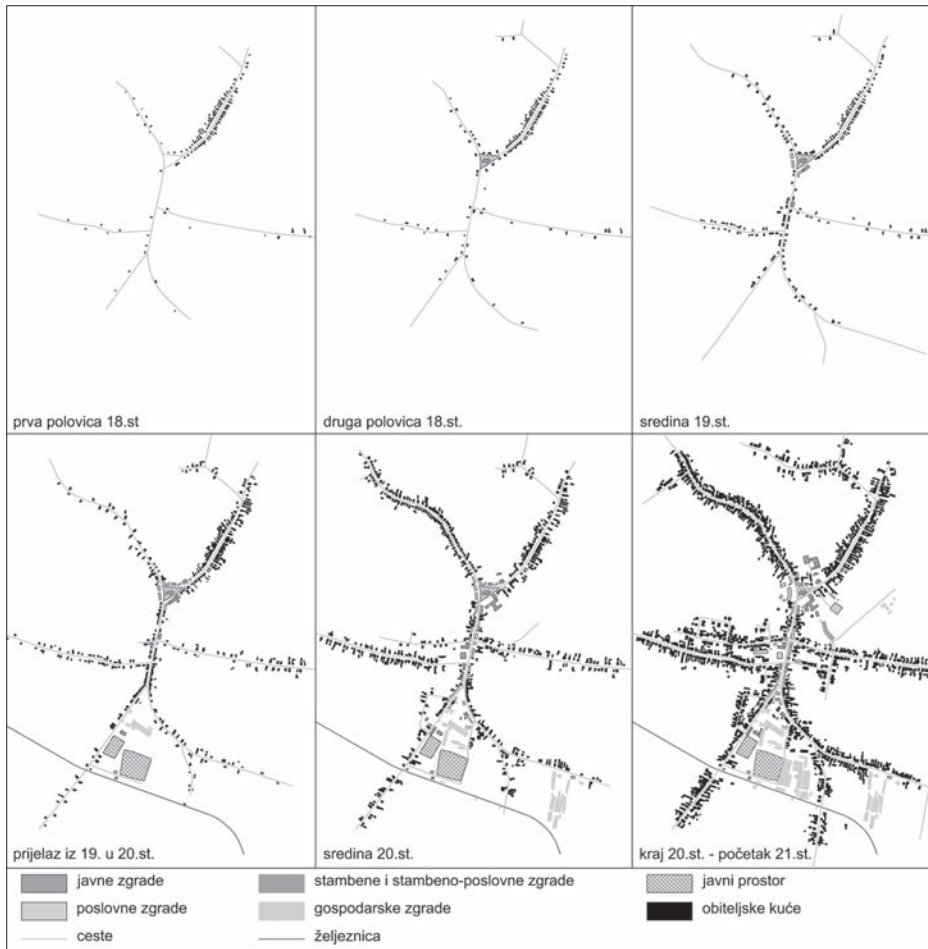 prva polovica 18.st
druga polovica 18.st.
sredina 19.st.
prijelaz iz 19. u 20.st.
sredina 20.st.
kraj 20.st. - početak 21.st.
javne zgrade
stambene i stambeno-poslovne zgrade
javni prostor
poslovne zgrade
gospodarske zgrade
obiteljske kuće
ceste
željeznica